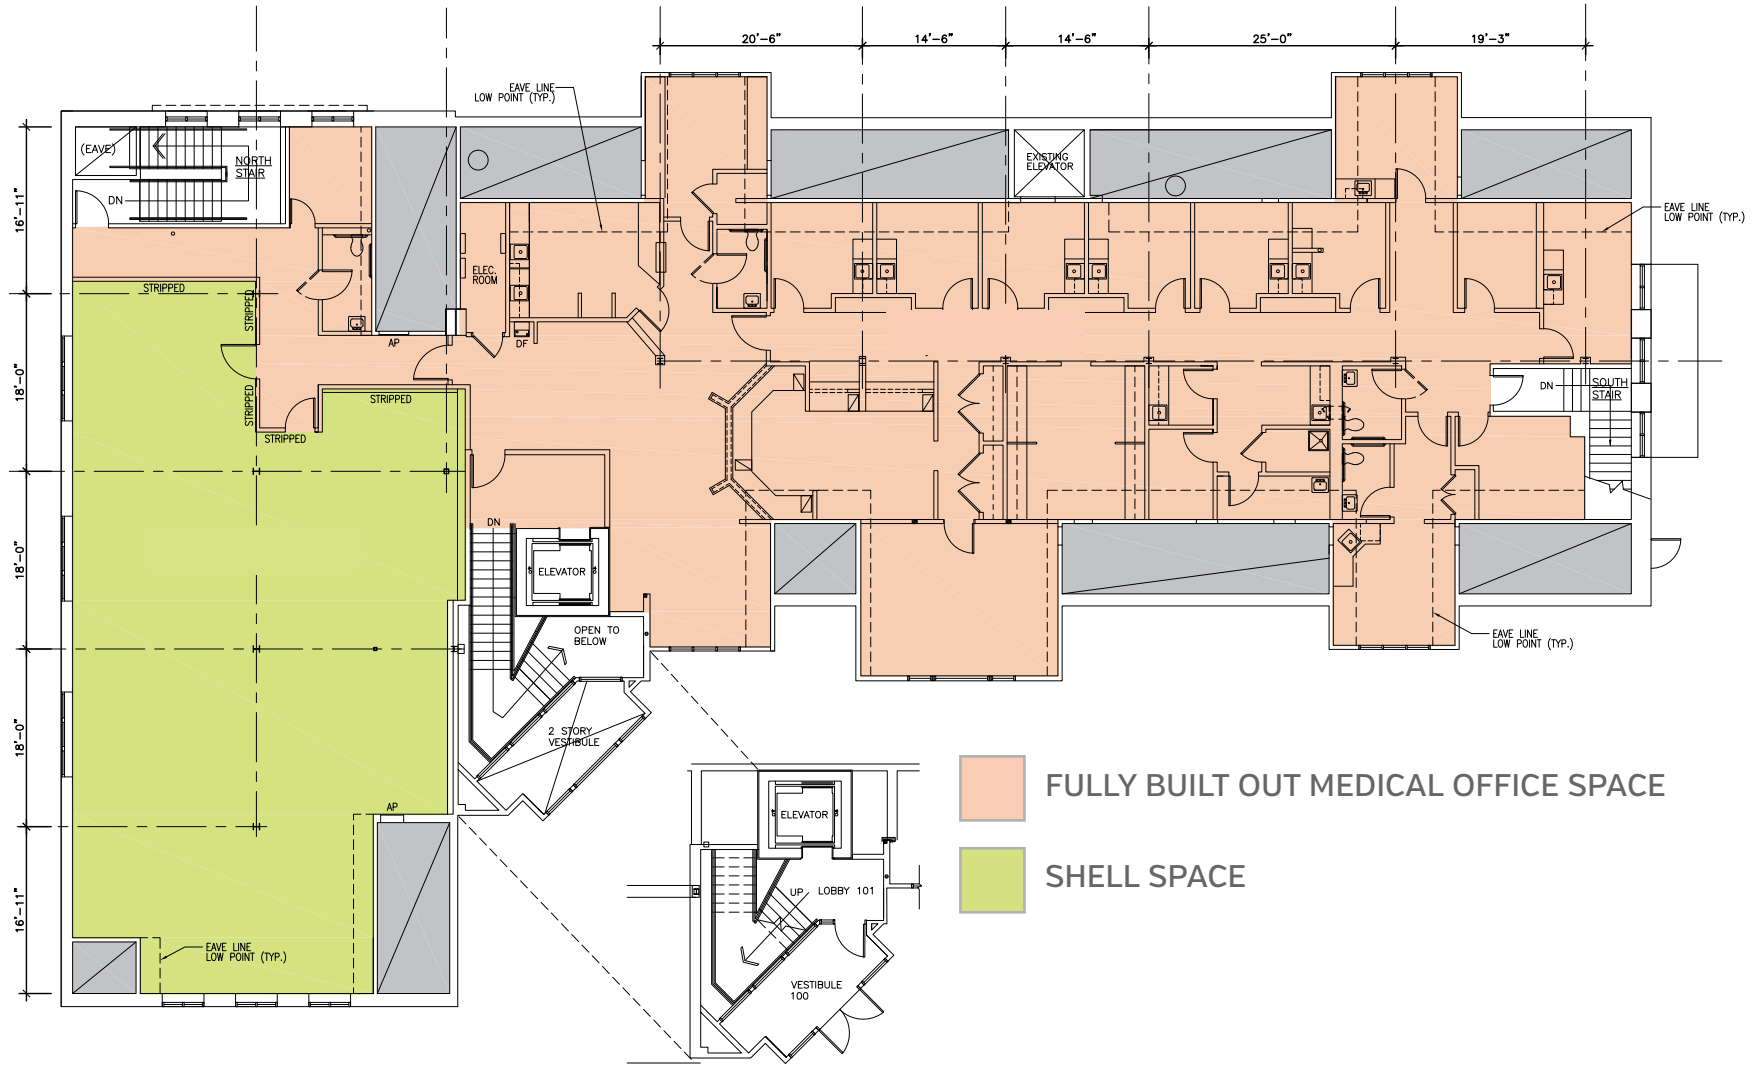 20'-6"
14'-6"
14'-6"
25'-0"
19'-3"
EAVE LINE
LOW POINT (TYP.)
(EAVE)
NORTH
STAIR
DN
EXISTING
ELEVATOR
EAVE LINE
LOW POINT (TYP.)
16'-11"
ELEC.
ROOM
STRIPPED
STRIPPED
AP
DF
18'-0"
STRIPPED
STRIPPED
STRIPPED
DN
SOUTH
STAIR
DN
18'-0"
ELEVATOR
OPEN TO
BELOW
EAVE LINE
LOW POINT (TYP.)
18'-0"
2 STORY
VESTIBULE
AP
ELEVATOR
FULLY BUILT OUT MEDICAL OFFICE SPACE
SHELL SPACE
UP
LOBBY 101
16'-11"
EAVE LINE
LOW POINT (TYP.)
VESTIBULE
100